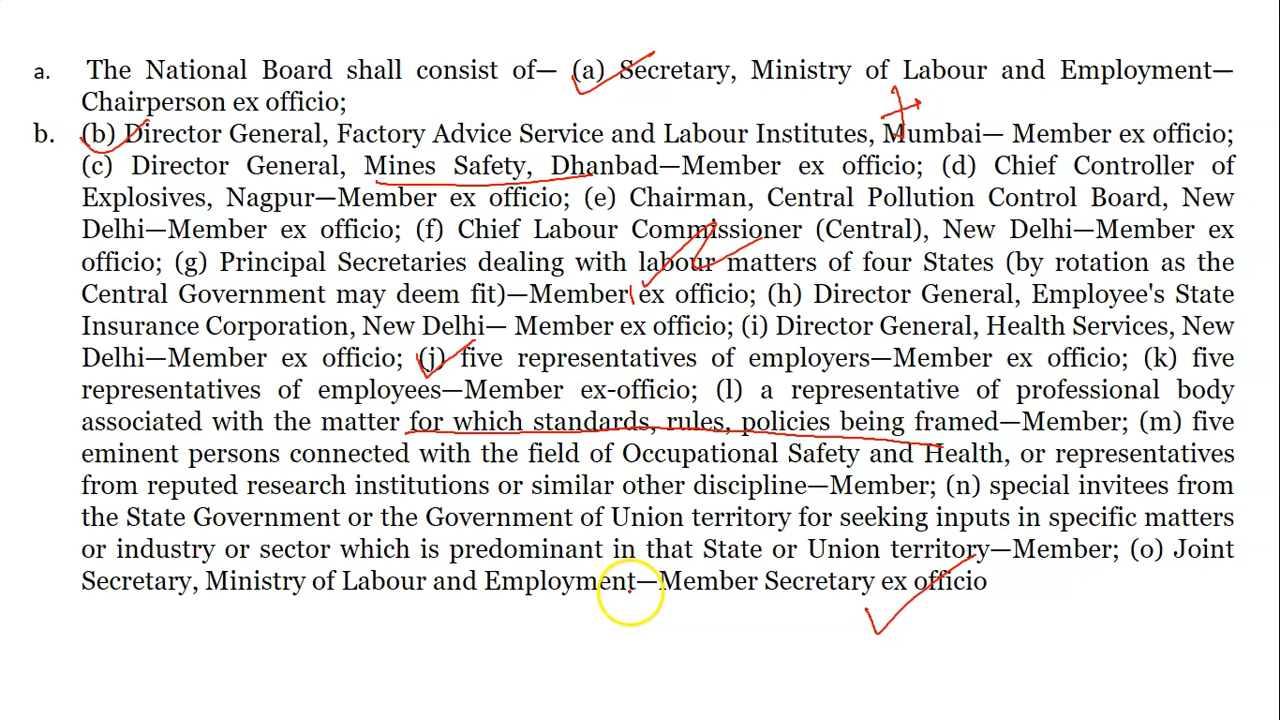 a. The National Board shall consist of— (a) Secretary, Ministry of Labour and Employment—
Chairperson ex officio;
b. (b) Director General, Factory Advice Service and Labour Institutes, Mumbai— Member ex officio;
(c) Director General, Mines Safety, Dhanbad—Member ex officio; (d) Chief Controller of
Explosives, Nagpur—Member ex officio; (e) Chairman, Central Pollution Control Board, New
Delhi—Member ex officio; (f) Chief Labour Commissioner (Central), New Delhi—Member ex
officio; (g) Principal Secretaries dealing with labour matters of four States (by rotation as the
Central Government may deem fit)—Member ex officio; (h) Director General, Employee's State
Insurance Corporation, New Delhi— Member ex officio; (i) Director General, Health Services, New
Delhi—Member ex officio; (j) five representatives of employers—Member ex officio; (k) five
representatives of employees—Member ex-officio; (l) a representative of professional body
associated with the matter for which standards, rules, policies being framed—Member; (m) five
eminent persons connected with the field of Occupational Safety and Health, or representatives
from reputed research institutions or similar other discipline—Member; (n) special invitees from
the State Government or the Government of Union territory for seeking inputs in specific matters
or industry or sector which is predominant in that State or Union territory—Member; (o) Joint
Secretary, Ministry of Labour and Employment—Member Secretary ex officio